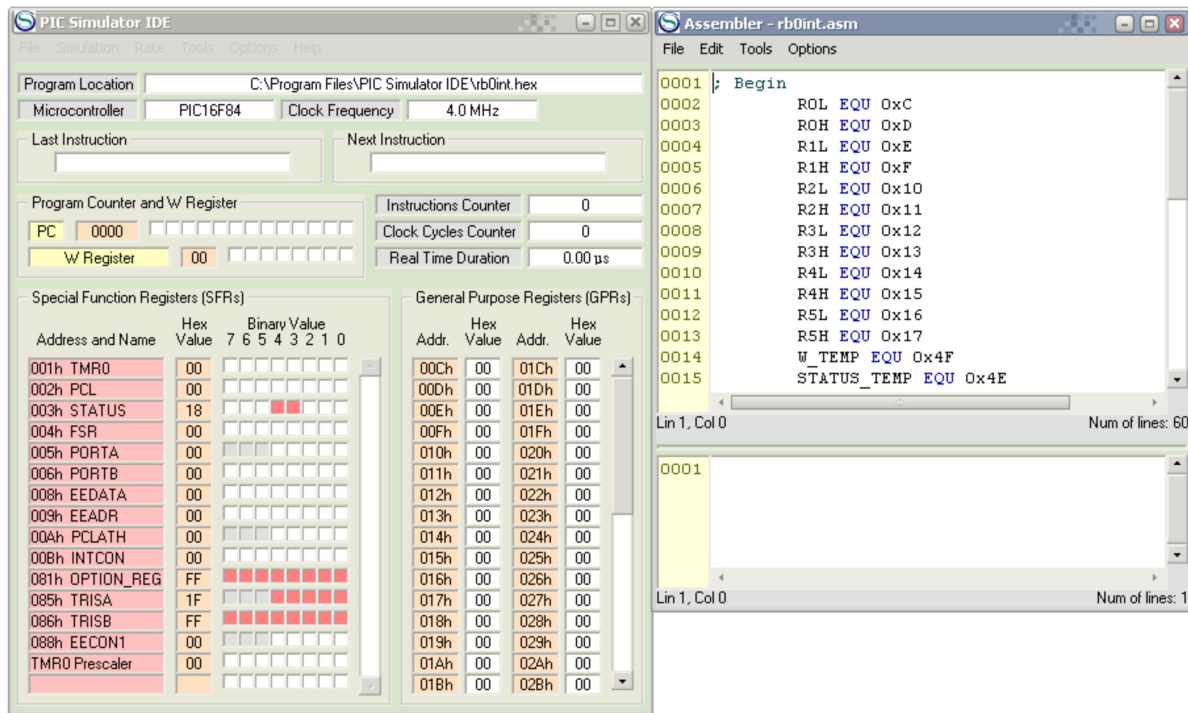 PIC Simulator IDE
File Simulation Rate Tools Options Help
Program Location C:\Program Files\PIC Simulator IDE\rb0int.hex
Microcontroller PIC16F84 Clock Frequency 4.0 MHz
Last Instruction Next Instruction
Program Counter and W Register
PC 0000
W Register 00
Instructions Counter 0
Clock Cycles Counter 0
Real Time Duration 0.00 µs
Special Function Registers (SFRs)
Address and Name Hex Value Binary Value 7 6 5 4 3 2 1 0
001h TMR0 00
002h PCL 00
003h STATUS 18
004h FSR 00
005h PORTA 00
006h PORTB 00
008h EEDATA 00
009h EEADR 00
00Ah PCLATH 00
00Bh INTCON 00
081h OPTION_REG FF
085h TRISA 1F
086h TRISB FF
088h EECON1 00
TMR0 Prescaler 00
General Purpose Registers (GPRs)
Addr. Hex Value Addr. Hex Value
00Ch 00 01Ch 00
00Dh 00 01Dh 00
00Eh 00 01Eh 00
00Fh 00 01Fh 00
010h 00 020h 00
011h 00 021h 00
012h 00 022h 00
013h 00 023h 00
014h 00 024h 00
015h 00 025h 00
016h 00 026h 00
017h 00 027h 00
018h 00 028h 00
019h 00 029h 00
01Ah 00 02Ah 00
01Bh 00 02Bh 00
Assembler - rb0int.asm
File Edit Tools Options
0001 ; Begin
0002 R0L EQU 0xC
0003 R0H EQU 0xD
0004 R1L EQU 0xE
0005 R1H EQU 0xF
0006 R2L EQU 0x10
0007 R2H EQU 0x11
0008 R3L EQU 0x12
0009 R3H EQU 0x13
0010 R4L EQU 0x14
0011 R4H EQU 0x15
0012 R5L EQU 0x16
0013 R5H EQU 0x17
0014 W_TEMP EQU 0x4F
0015 STATUS_TEMP EQU 0x4E
Lin 1, Col 0 Num of lines: 60
0001
Lin 1, Col 0 Num of lines: 1